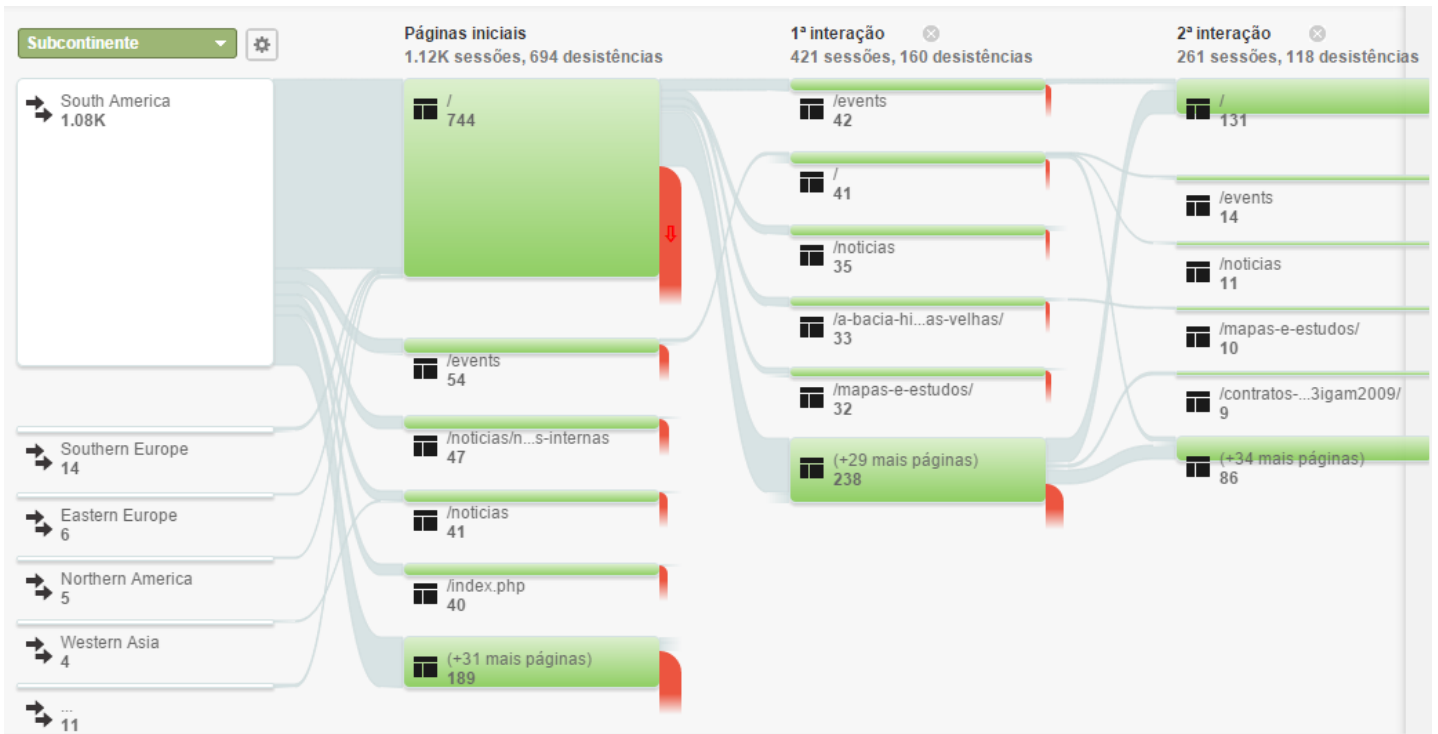 Subcontinente
South America
1.08K
Southern Europe
14
Eastern Europe
6
Northern America
5
Western Asia
4
...
11
Páginas iniciais
1.12K sessões, 694 desistências
/
744
/events
54
/noticias/n...s-internas
47
/noticias
41
/index.php
40
(+31 mais páginas)
189
1ª interação
421 sessões, 160 desistências
/events
42
/
41
/noticias
35
/a-bacia-hi...as-velhas/
33
/mapas-e-estudos/
32
(+29 mais páginas)
238
2ª interação
261 sessões, 118 desistências
/
131
/events
14
/noticias
11
/mapas-e-estudos/
10
/contratos-...3igam2009/
9
(+34 mais páginas)
86